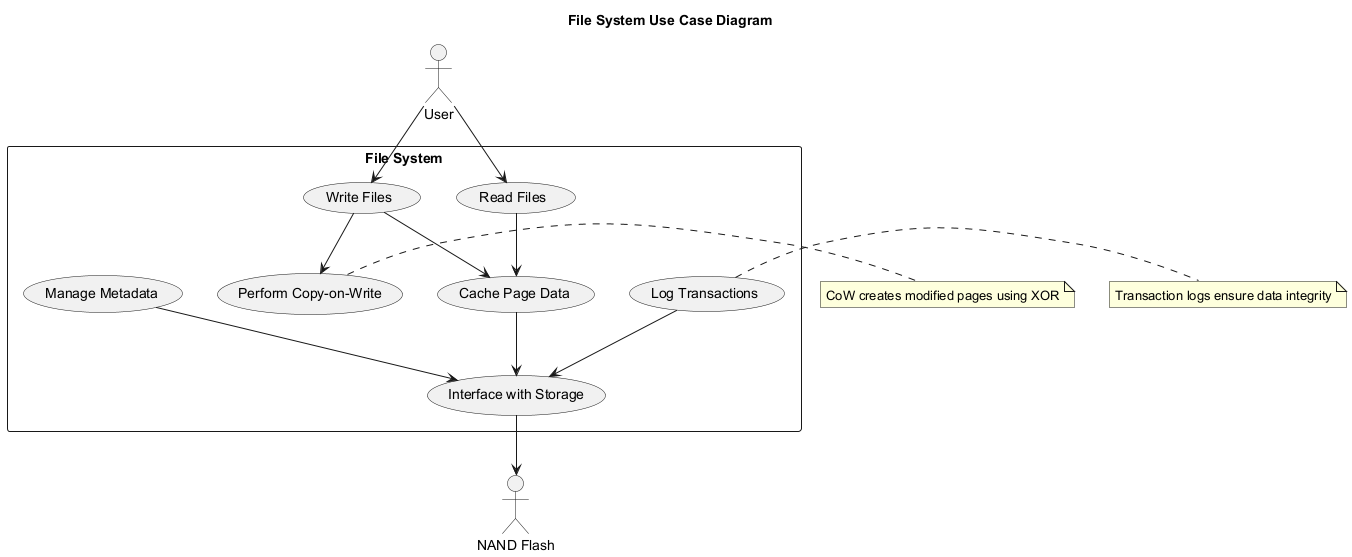 File System Use Case Diagram
User
File System
Write Files
Read Files
Manage Metadata
Perform Copy-on-Write
Cache Page Data
Log Transactions
CoW creates modified pages using XOR
Transaction logs ensure data integrity
Interface with Storage
NAND Flash